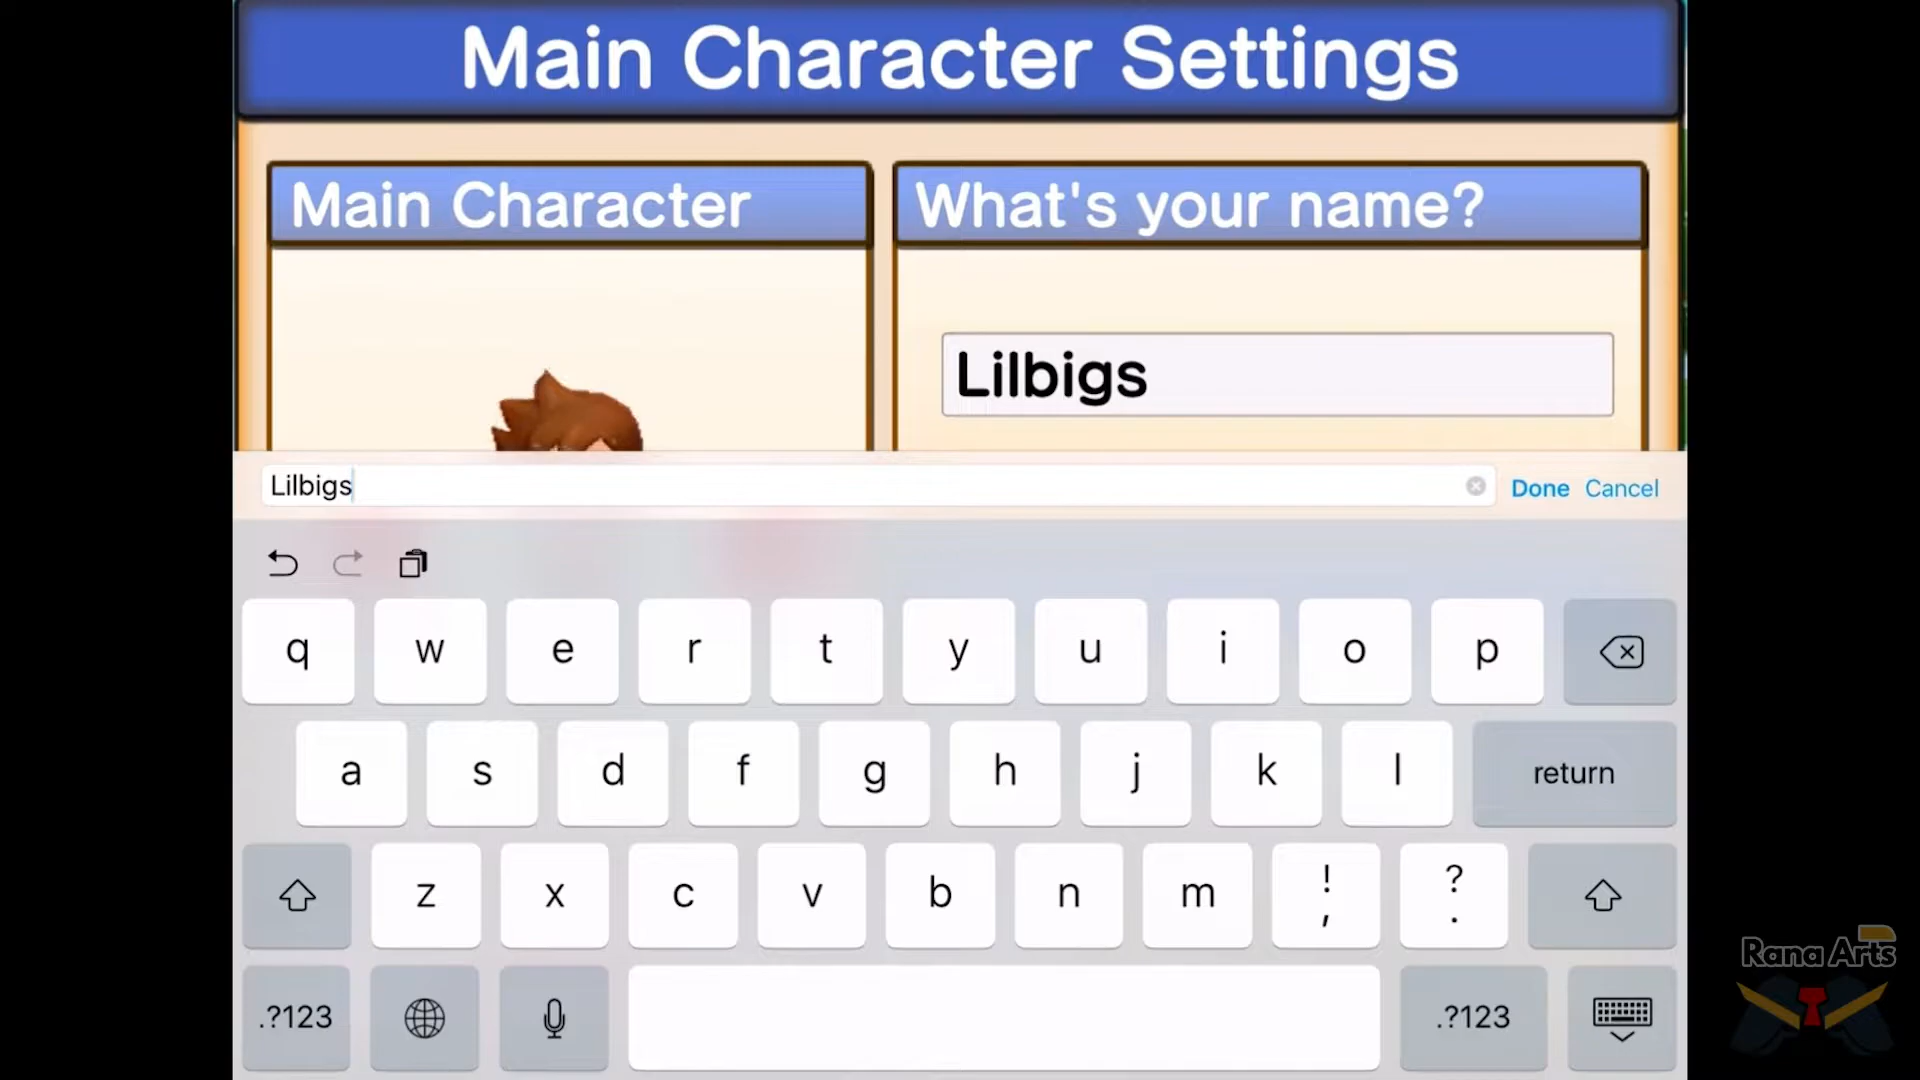 Main Character Settings
Main Character
What's your name?
Lilbigs
Lilbigs
Done Cancel
q w e r t y u i o p
a s d f g h j k l return
z x c v b n m ! , ? .
.?123 .?123
Rana Arts